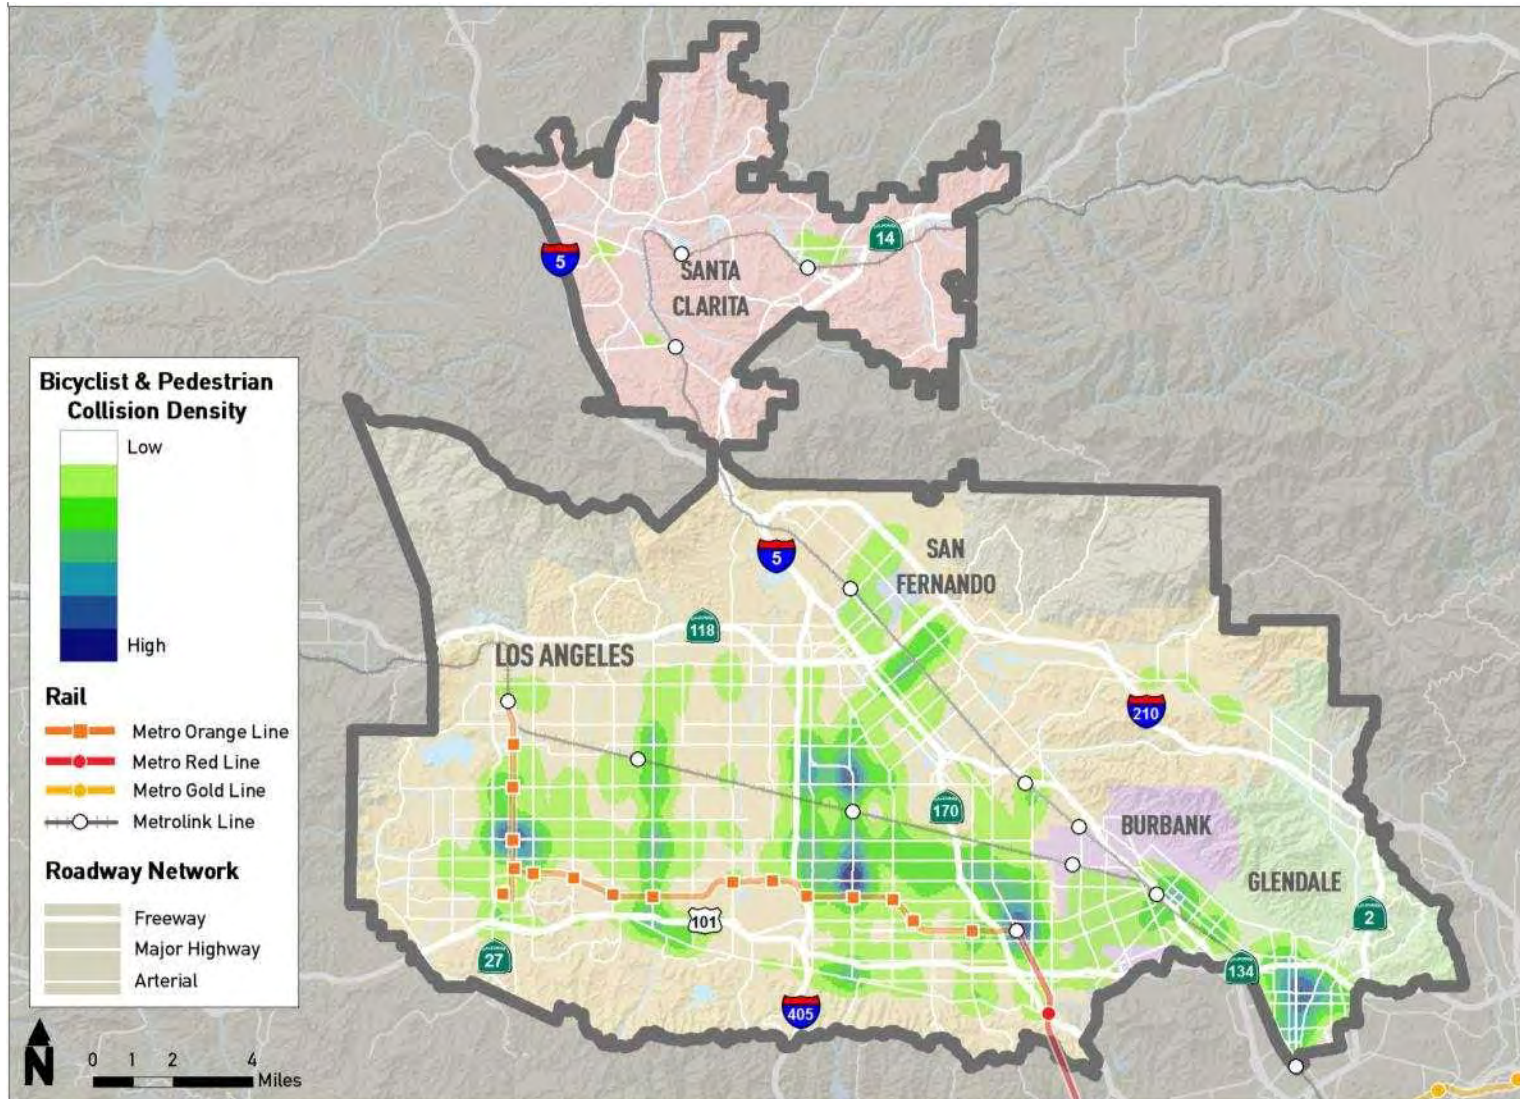 5
14
SANTA
CLARITA
Bicyclist & Pedestrian
Collision Density
Low
High
Rail
Metro Orange Line
Metro Red Line
Metro Gold Line
Metrolink Line
Roadway Network
Freeway
Major Highway
Arterial
N
0 1 2 4
Miles
5
SAN
FERNANDO
118
LOS ANGELES
210
170
BURBANK
GLENDALE
101
2
27
134
405